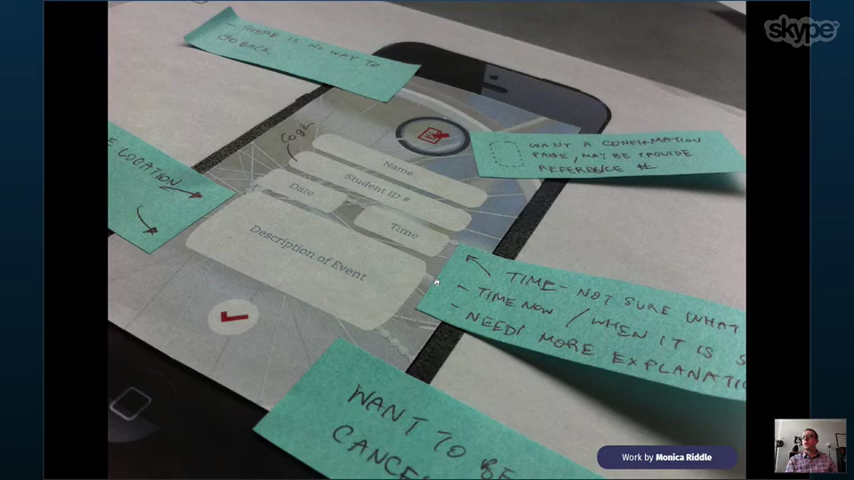 skype
- THERE IS NO WAY TO
GO BACK
WANT A CONFIRMATION
PAGE/MAY BE PROVIDE
REFERENCE #
LOCATION
Name
Student ID #
Date
Time
Description of Event
TIME - NOT SURE WHAT
- TIME NOW / WHEN IT IS
- NEED! MORE EXPLANATIO
WANT TO BE
CANCE
Work by Monica Riddle